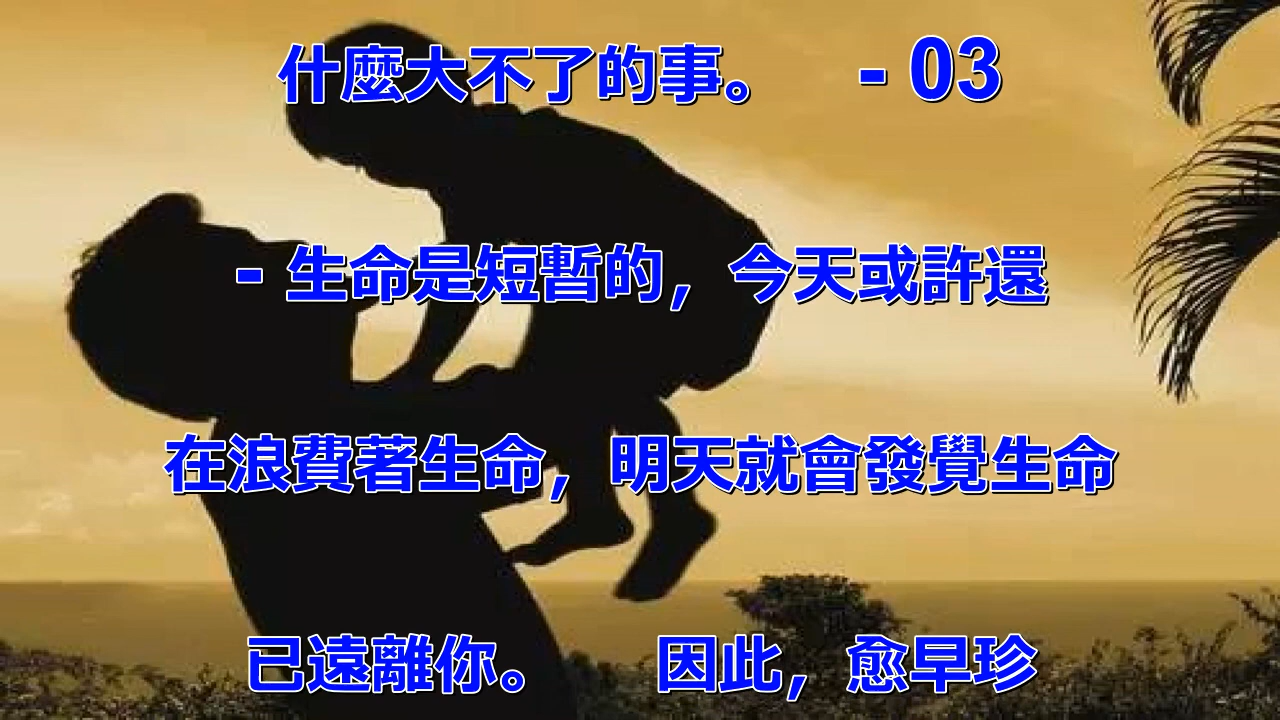 什麼大不了的事。 - 03
- 生命是短暫的，今天或許還
在浪費著生命，明天就會發覺生命
已遠離你。 因此，愈早珍